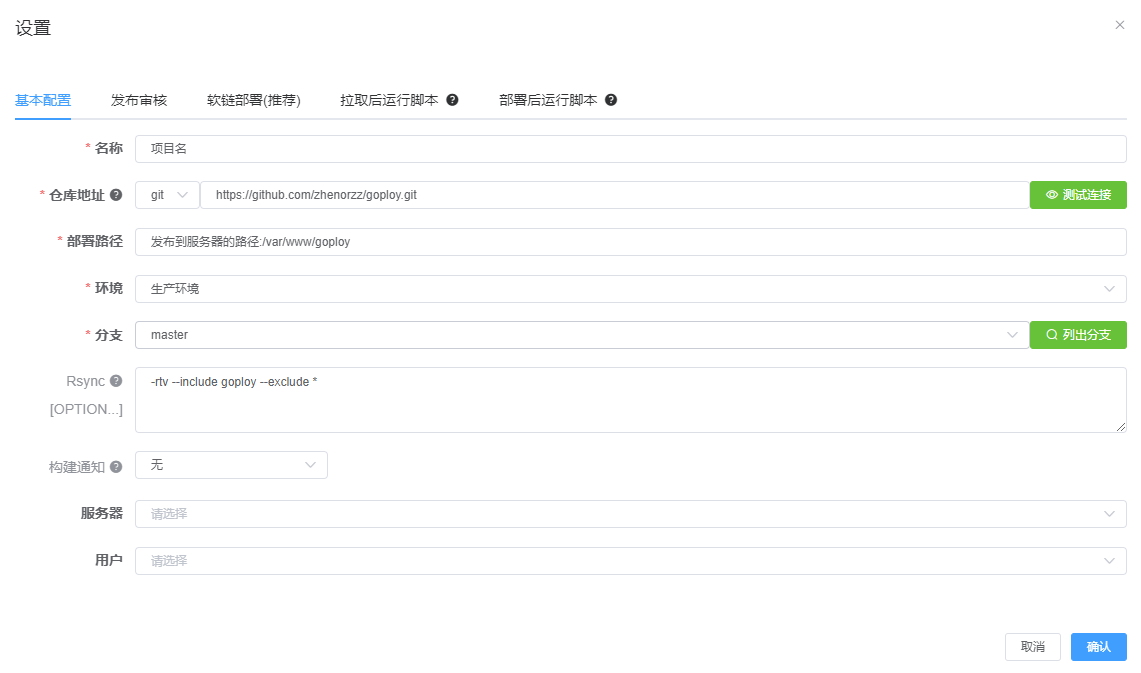 设置
基本配置 发布审核 软链部署(推荐) 拉取后运行脚本 部署后运行脚本
* 名称 项目名
* 仓库地址 git https://github.com/zhenorzz/goploy.git 测试连接
* 部署路径 发布到服务器的路径:/var/www/goploy
* 环境 生产环境
* 分支 master 列出分支
Rsync -rtv --include goploy --exclude *
[OPTION...]
构建通知 无
服务器 请选择
用户 请选择
取消 确认